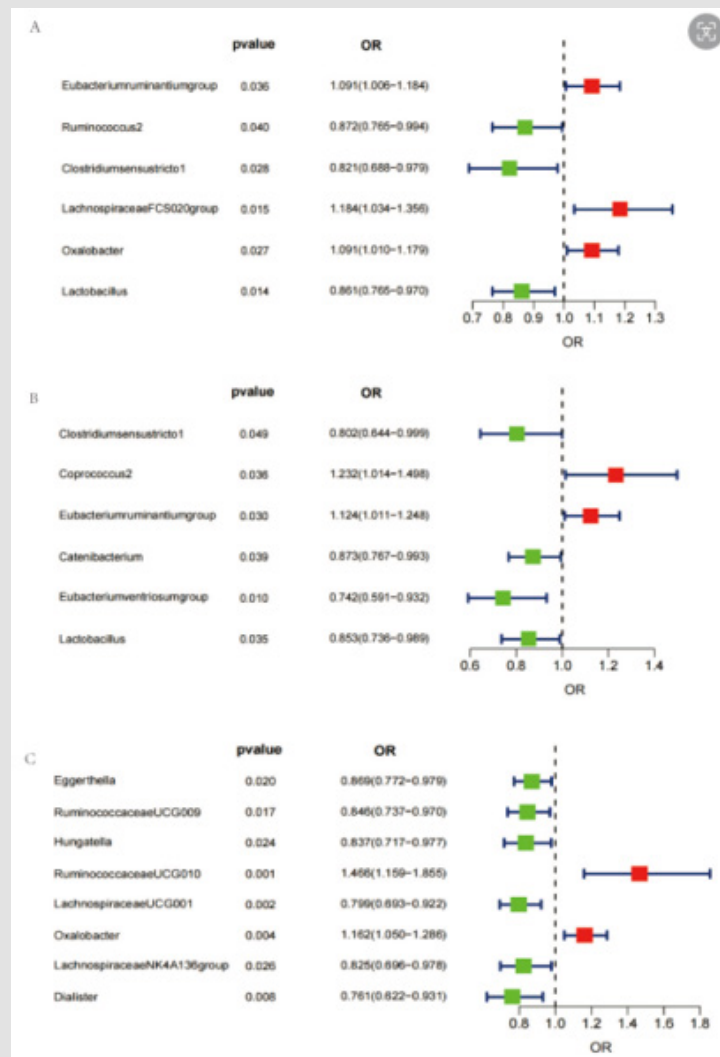 A
pvalue OR
Eubacteriumruminantiumgroup 0.036 1.091(1.006−1.184)
Ruminococcus2 0.040 0.872(0.765−0.994)
Clostridiumsensustricto1 0.028 0.821(0.688−0.979)
LachnospiraceaeFCS020group 0.015 1.184(1.034−1.356)
Oxalobacter 0.027 1.091(1.010−1.179)
Lactobacillus 0.014 0.861(0.765−0.970)
0.7 0.8 0.9 1.0 1.1 1.2 1.3
OR
B
pvalue OR
Clostridiumsensustricto1 0.049 0.802(0.644−0.999)
Coprococcus2 0.036 1.232(1.014−1.498)
Eubacteriumruminantiumgroup 0.030 1.124(1.011−1.248)
Catenibacterium 0.039 0.873(0.767−0.993)
Eubacteriumventriosumgroup 0.010 0.742(0.591−0.932)
Lactobacillus 0.035 0.853(0.736−0.989)
0.6 0.8 1.0 1.2 1.4
OR
C
pvalue OR
Eggerthella 0.020 0.869(0.772−0.979)
RuminococcaceaeUCG009 0.017 0.846(0.737−0.970)
Hungatella 0.024 0.837(0.717−0.977)
RuminococcaceaeUCG010 0.001 1.466(1.159−1.855)
LachnospiraceaeUCG001 0.002 0.799(0.693−0.922)
Oxalobacter 0.004 1.162(1.050−1.286)
LachnospiraceaeNK4A136group 0.026 0.825(0.696−0.978)
Dialister 0.008 0.761(0.622−0.931)
0.8 1.0 1.2 1.4 1.6 1.8
OR